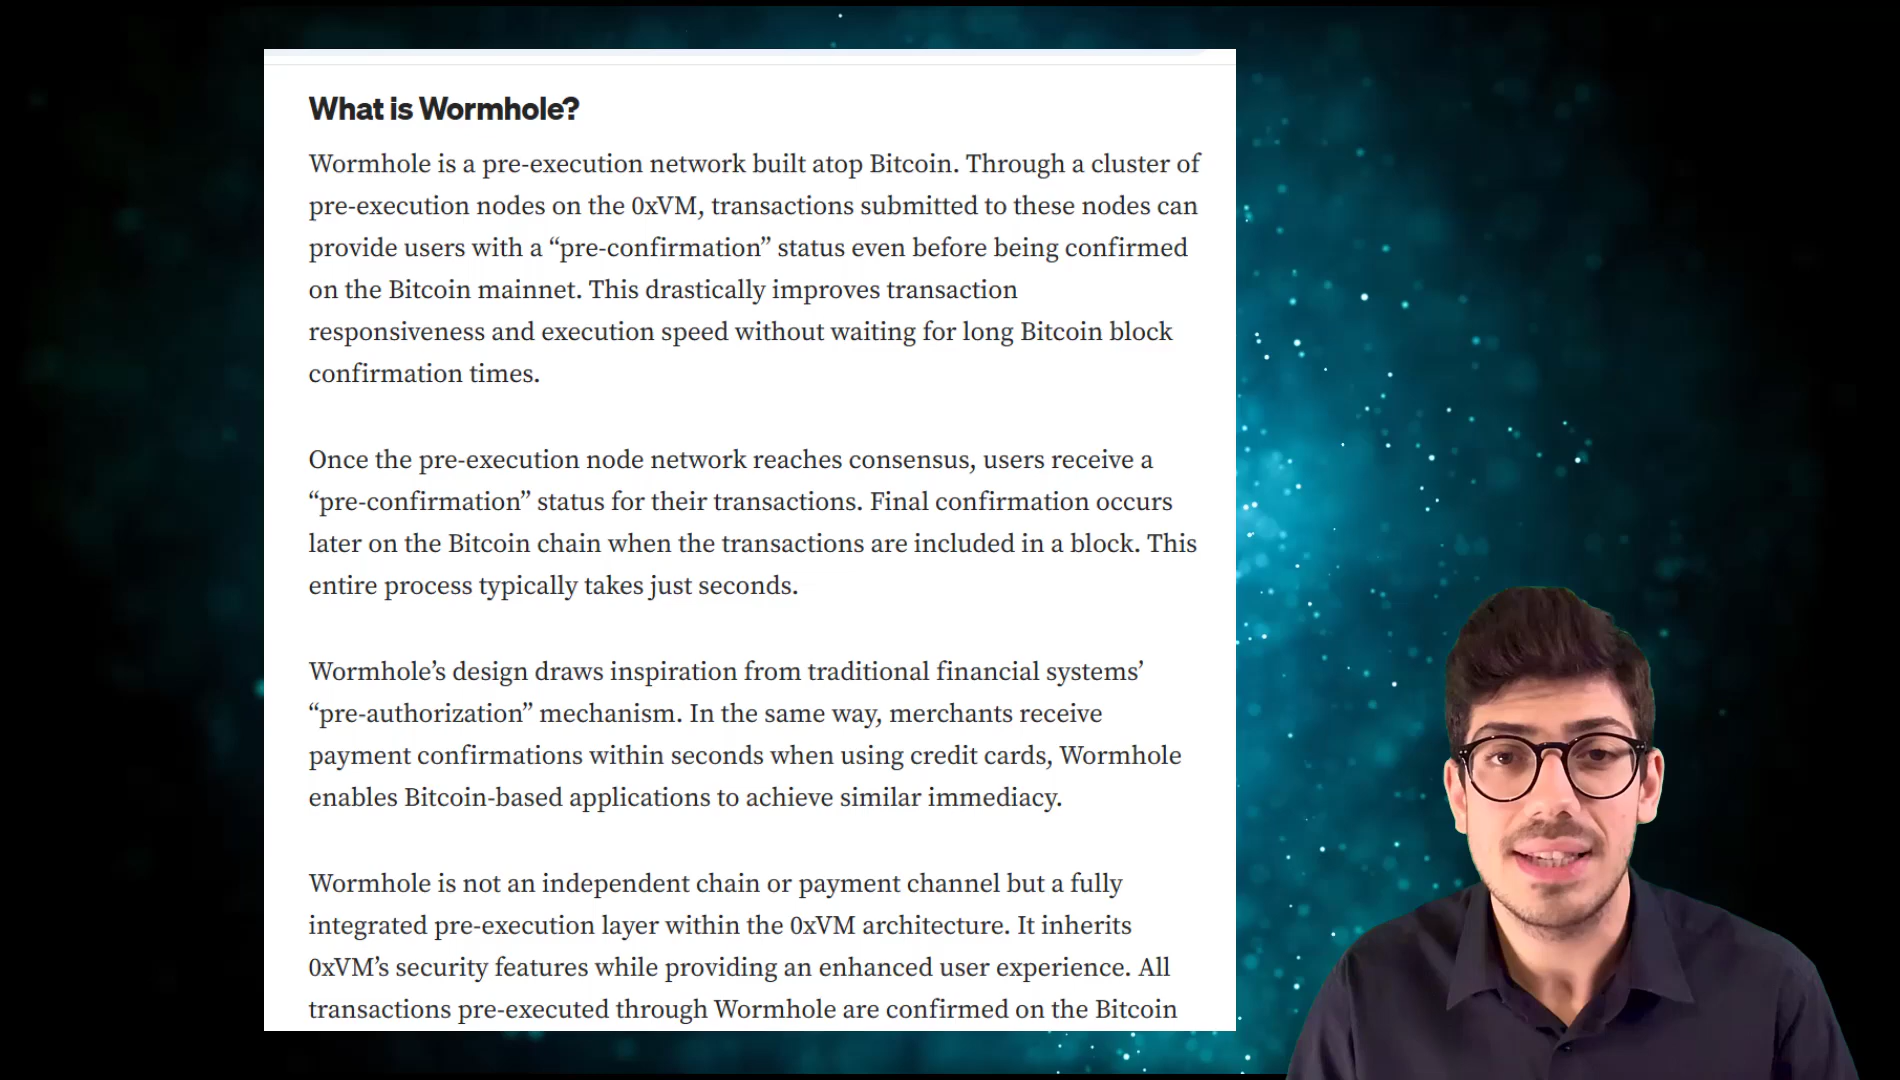 What is Wormhole?
Wormhole is a pre-execution network built atop Bitcoin. Through a cluster of
pre-execution nodes on the 0xVM, transactions submitted to these nodes can
provide users with a “pre-confirmation” status even before being confirmed
on the Bitcoin mainnet. This drastically improves transaction
responsiveness and execution speed without waiting for long Bitcoin block
confirmation times.
Once the pre-execution node network reaches consensus, users receive a
“pre-confirmation” status for their transactions. Final confirmation occurs
later on the Bitcoin chain when the transactions are included in a block. This
entire process typically takes just seconds.
Wormhole’s design draws inspiration from traditional financial systems’
“pre-authorization” mechanism. In the same way, merchants receive
payment confirmations within seconds when using credit cards, Wormhole
enables Bitcoin-based applications to achieve similar immediacy.
Wormhole is not an independent chain or payment channel but a fully
integrated pre-execution layer within the 0xVM architecture. It inherits
0xVM’s security features while providing an enhanced user experience. All
transactions pre-executed through Wormhole are confirmed on the Bitcoin